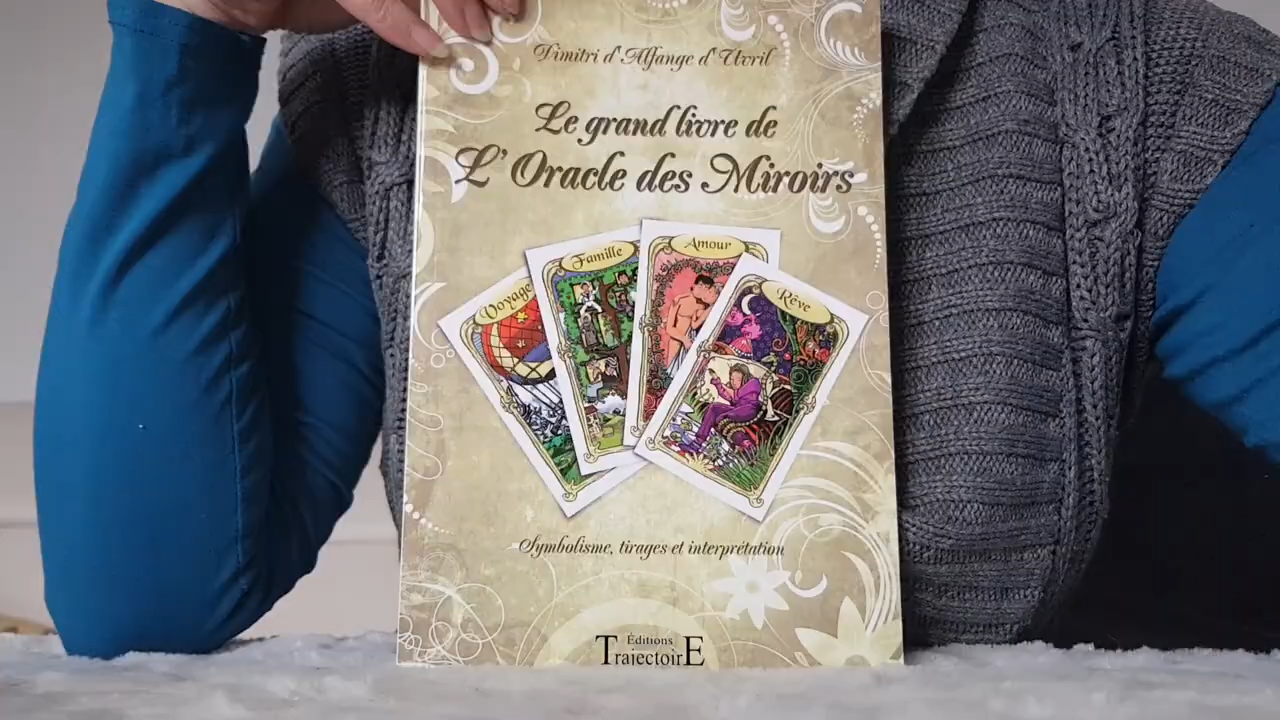 Dimitri d'Alfange d'Uvril
Le grand livre de
L'Oracle des Miroirs
Voyage
Famille
Amour
Rêve
Symbolisme, tirages et interprétation
Éditions
TrajectoirE